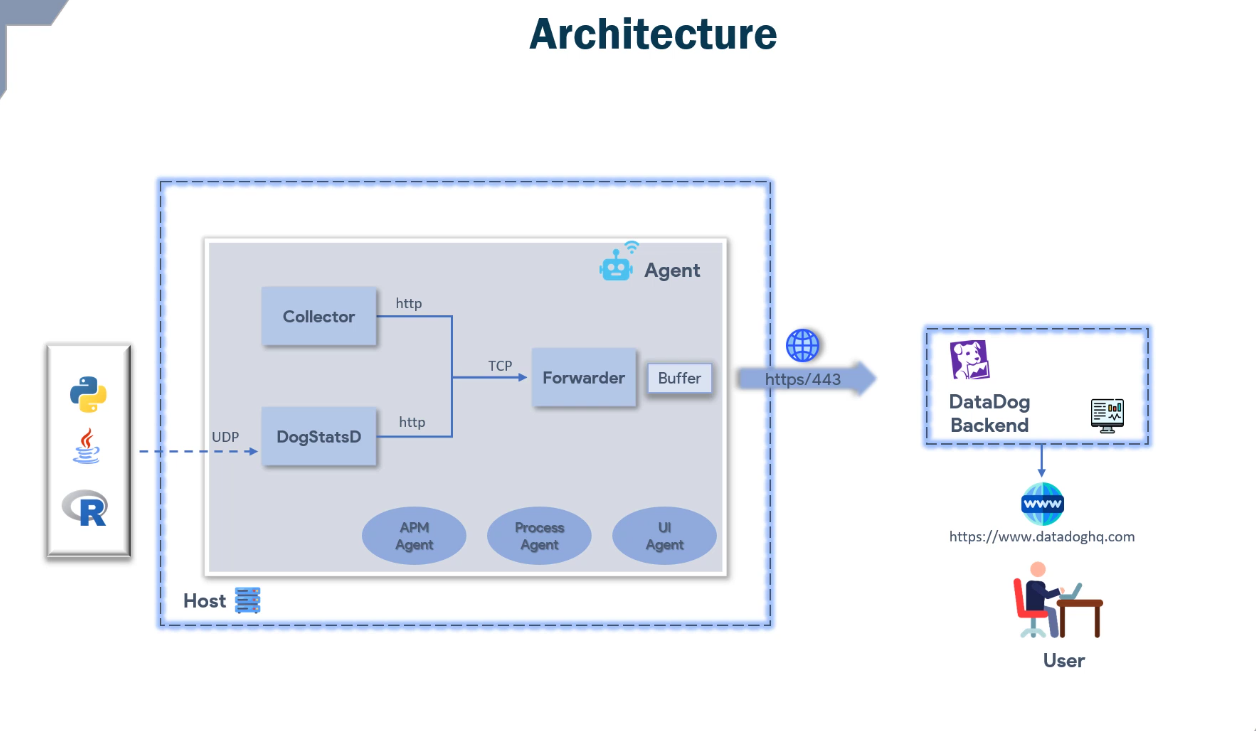 Architecture
Agent
Collector
http
TCP
Forwarder
Buffer
http
UDP
DogStatsD
APM
Agent
Process
Agent
UI
Agent
Host
https/443
DataDog
Backend
www
https://www.datadoghq.com
User
R